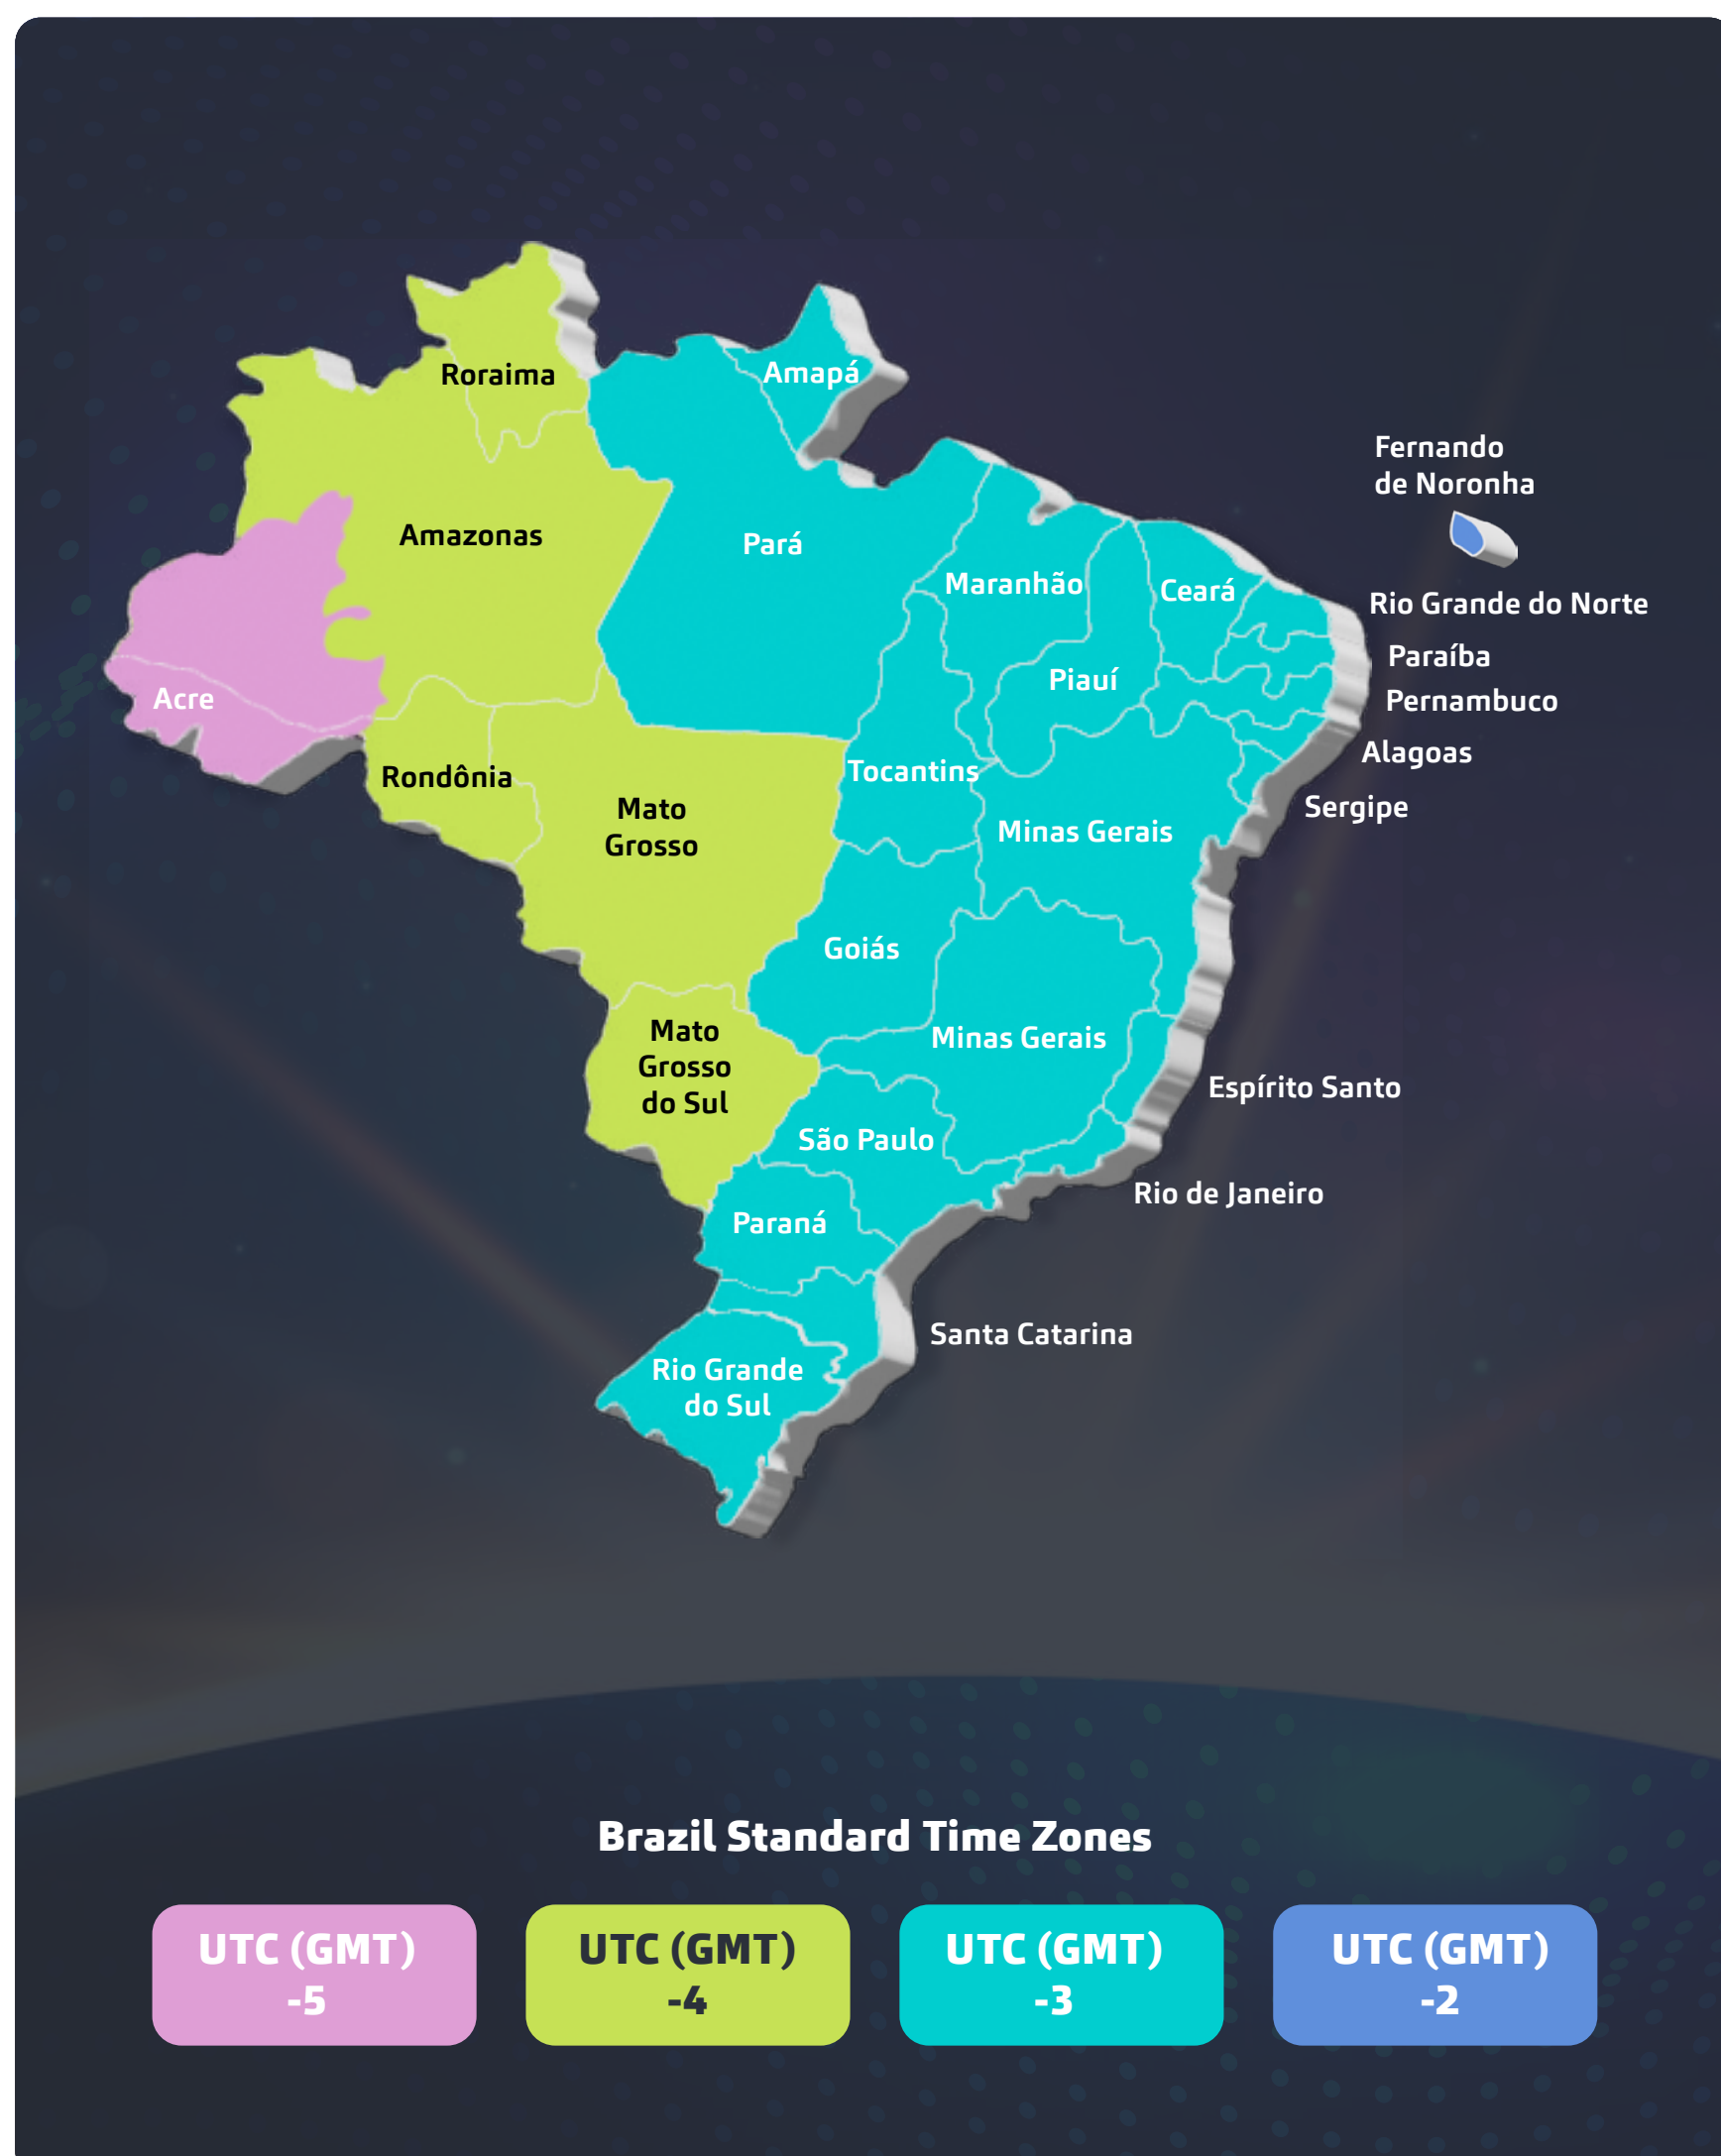 Roraima
Amapá
Fernando
de Noronha
Amazonas
Pará
Maranhão
Ceará
Rio Grande do Norte
Paraíba
Piauí
Acre
Pernambuco
Alagoas
Rondônia
Tocantins
Mato
Grosso
Sergipe
Minas Gerais
Goiás
Mato
Grosso
do Sul
Minas Gerais
Espírito Santo
São Paulo
Rio de Janeiro
Paraná
Santa Catarina
Rio Grande
do Sul
Brazil Standard Time Zones
UTC (GMT)
-5
UTC (GMT)
-4
UTC (GMT)
-3
UTC (GMT)
-2